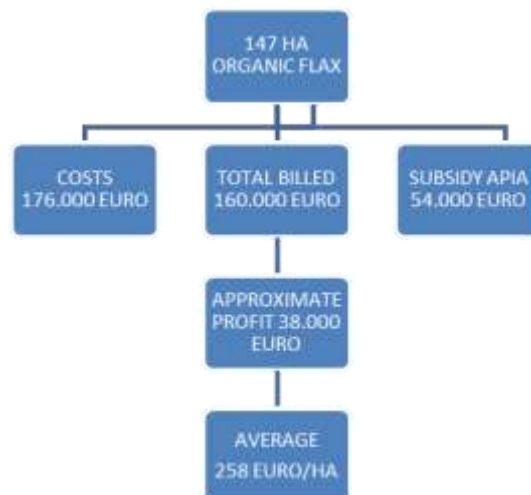 147 HA
ORGANIC FLAX
COSTS
176.000 EURO
TOTAL BILLED
160.000 EURO
SUBSIDY APIA
54.000 EURO
APPROXIMATE
PROFIT 38.000
EURO
AVERAGE
258 EURO/HA